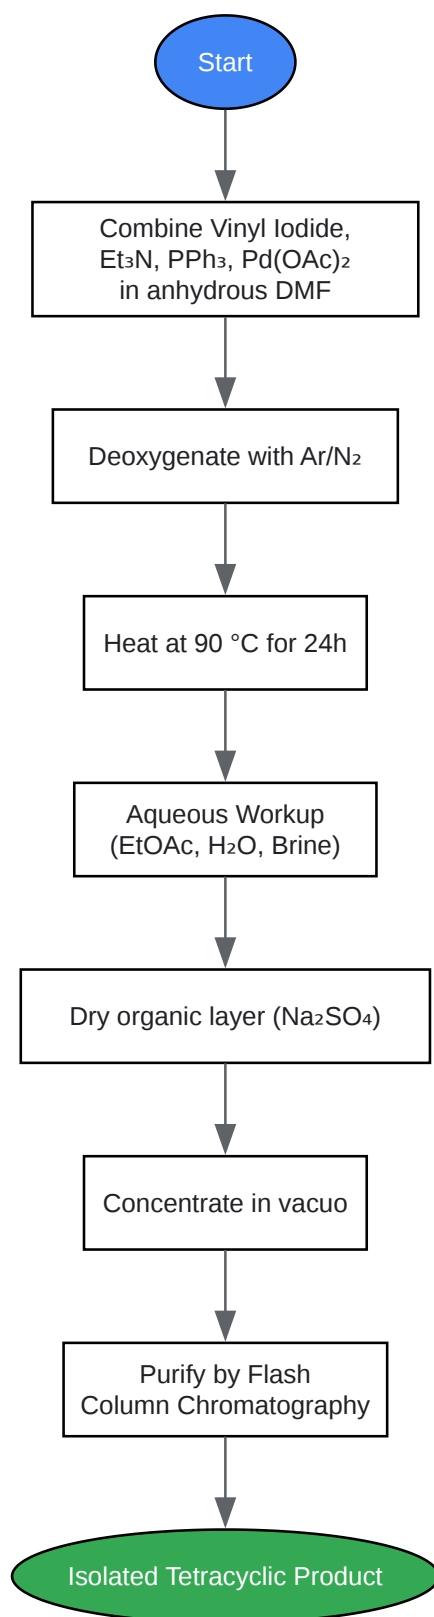 Start
Combine Vinyl Iodide,
Et₃N, PPh₃, Pd(OAc)₂
in anhydrous DMF
Deoxygenate with Ar/N₂
Heat at 90 °C for 24h
Aqueous Workup
(EtOAc, H₂O, Brine)
Dry organic layer (Na₂SO₄)
Concentrate in vacuo
Purify by Flash
Column Chromatography
Isolated Tetracyclic Product